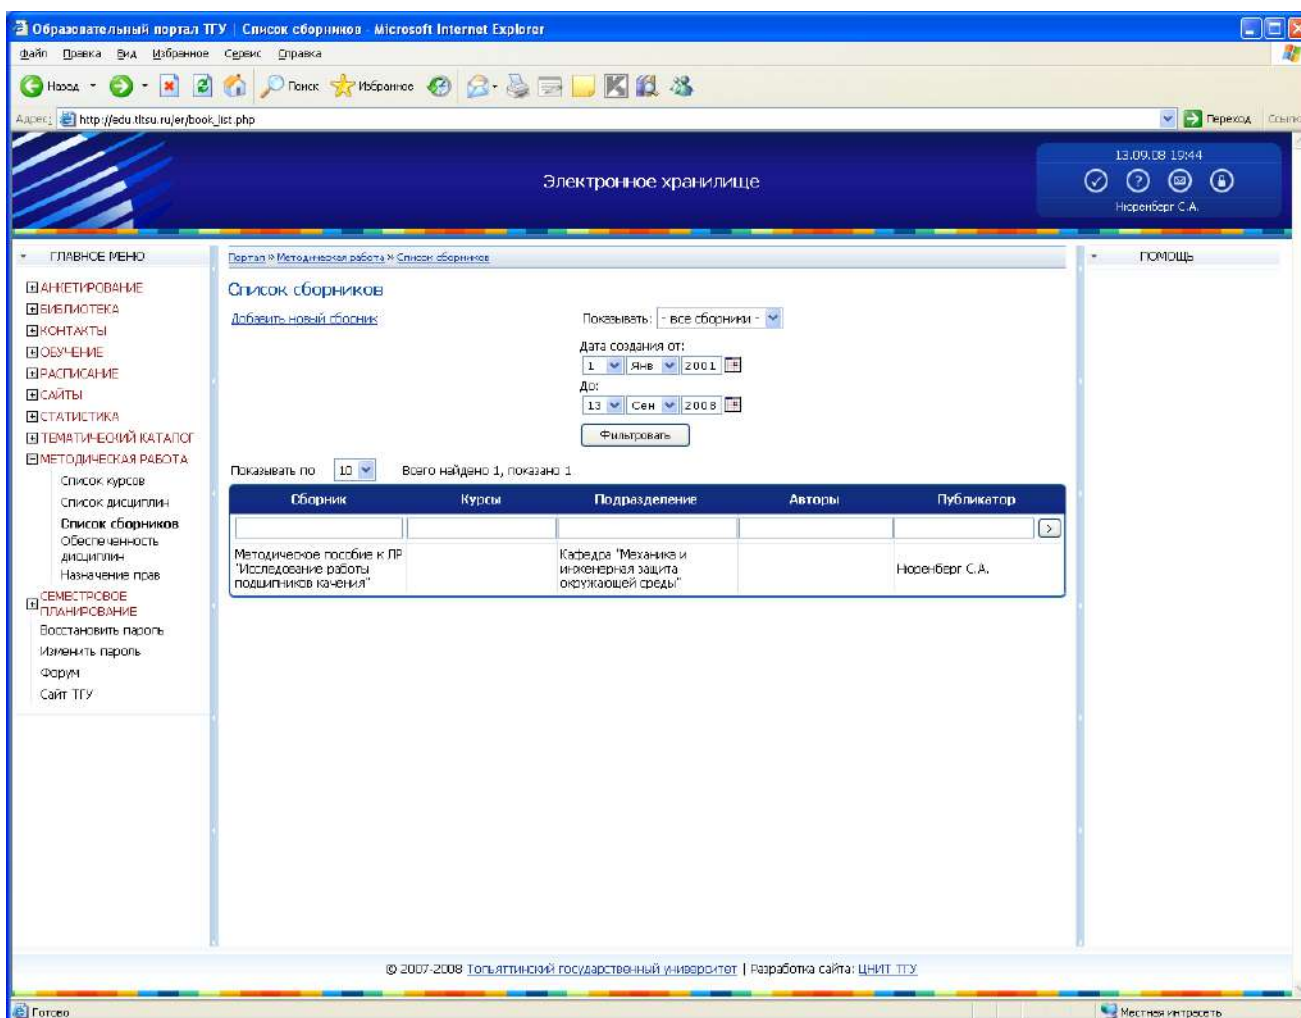 Образовательный портал ТГУ | Список сборников - Microsoft Internet Explorer
Файл Правка Вид Избранное Сервис Справка
Назад Поиск Избранное
Адрес: http://edu.tltsu.ru/er/book_list.php Переход Ссылки
Электронное хранилище
13.09.08 19:44
Нюренберг С.А.
ГЛАВНОЕ МЕНЮ
АНКЕТИРОВАНИЕ
БИБЛИОТЕКА
КОНТАКТЫ
ОБУЧЕНИЕ
РАСПИСАНИЕ
САЙТЫ
СТАТИСТИКА
ТЕМАТИЧЕСКИЙ КАТАЛОГ
МЕТОДИЧЕСКАЯ РАБОТА
Список курсов
Список дисциплин
Список сборников
Обеспеченность
дисциплин
Назначение прав
СЕМЕСТРОВОЕ
ПЛАНИРОВАНИЕ
Восстановить пароль
Изменить пароль
Форум
Сайт ТГУ
Портал » Методическая работа » Список сборников
Список сборников
Добавить новый сборник
Показывать: - все сборники -
Дата создания от:
1 Янв 2001
До:
13 Сен 2008
Фильтровать
Показывать по 10 Всего найдено 1, показано 1
Сборник Курсы Подразделение Авторы Публикатор
>
Методическое пособие к ЛР
"Исследование работы
подшипников качения"
Кафедра "Механика и
инженерная защита
окружающей среды"
Нюренберг С.А.
ПОМОЩЬ
© 2007-2008 Тольяттинский государственный университет | Разработка сайта: ЦНИТ ТГУ
Готово Местная интрасеть